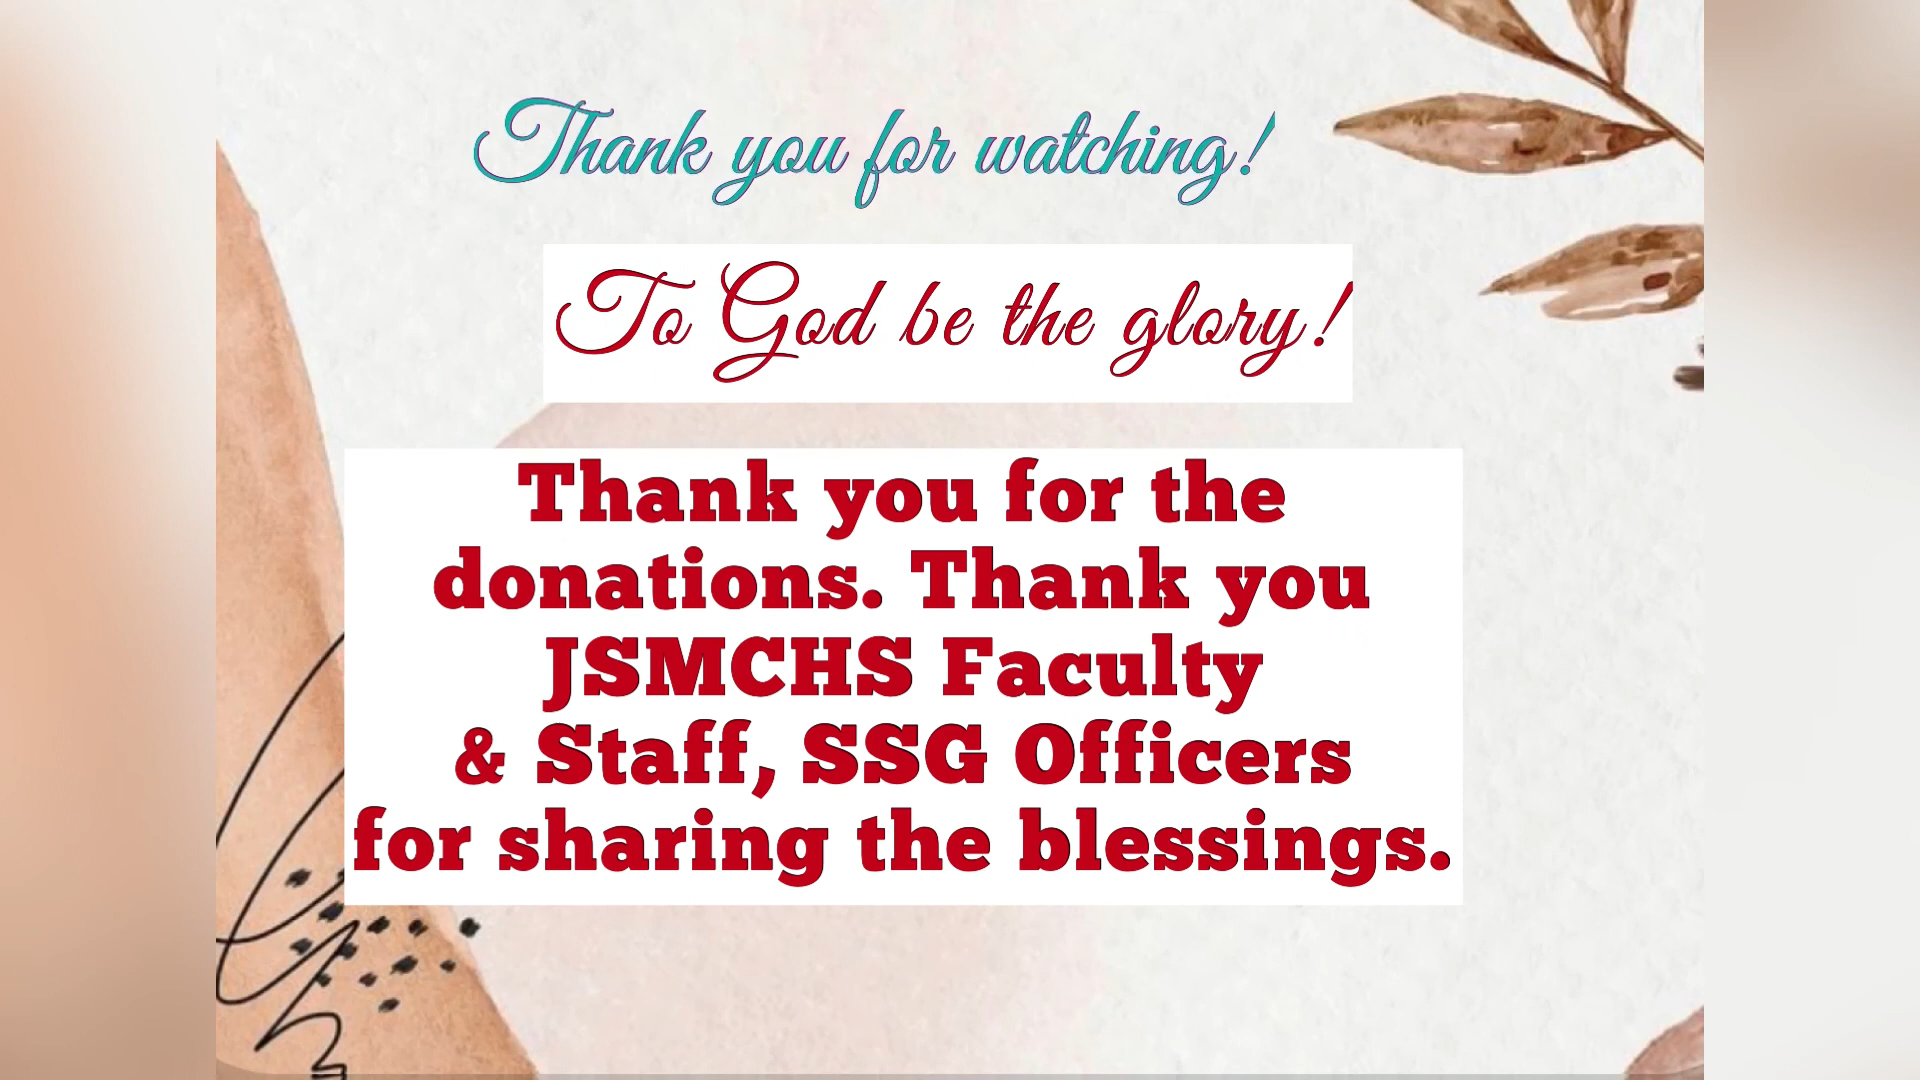 Thank you for watching!
To God be the glory!
Thank you for the
donations. Thank you
JSMCHS Faculty
& Staff, SSG Officers
for sharing the blessings.